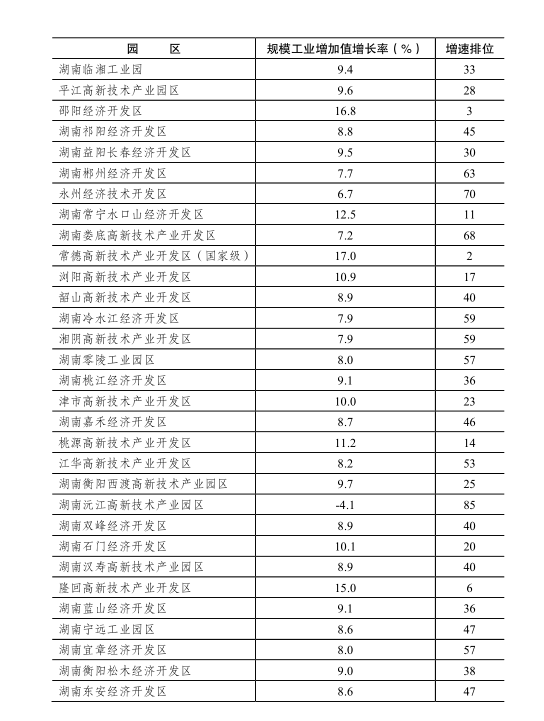 园 区 规模工业增加值增长率（%） 增速排位
湖南临湘工业园 9.4 33
平江高新技术产业园区 9.6 28
邵阳经济开发区 16.8 3
湖南祁阳经济开发区 8.8 45
湖南益阳长春经济开发区 9.5 30
湖南郴州经济开发区 7.7 63
永州经济技术开发区 6.7 70
湖南常宁水口山经济开发区 12.5 11
湖南娄底高新技术产业开发区 7.2 68
常德高新技术产业开发区（国家级） 17.0 2
浏阳高新技术产业开发区 10.9 17
韶山高新技术产业开发区 8.9 40
湖南冷水江经济开发区 7.9 59
湘阴高新技术产业开发区 7.9 59
湖南零陵工业园区 8.0 57
湖南桃江经济开发区 9.1 36
津市高新技术产业开发区 10.0 23
湖南嘉禾经济开发区 8.7 46
桃源高新技术产业开发区 11.2 14
江华高新技术产业开发区 8.2 53
湖南衡阳西渡高新技术产业园区 9.7 25
湖南沅江高新技术产业园区 -4.1 85
湖南双峰经济开发区 8.9 40
湖南石门经济开发区 10.1 20
湖南汉寿高新技术产业园区 8.9 40
隆回高新技术产业开发区 15.0 6
湖南蓝山经济开发区 9.1 36
湖南宁远工业园区 8.6 47
湖南宜章经济开发区 8.0 57
湖南衡阳松木经济开发区 9.0 38
湖南东安经济开发区 8.6 47